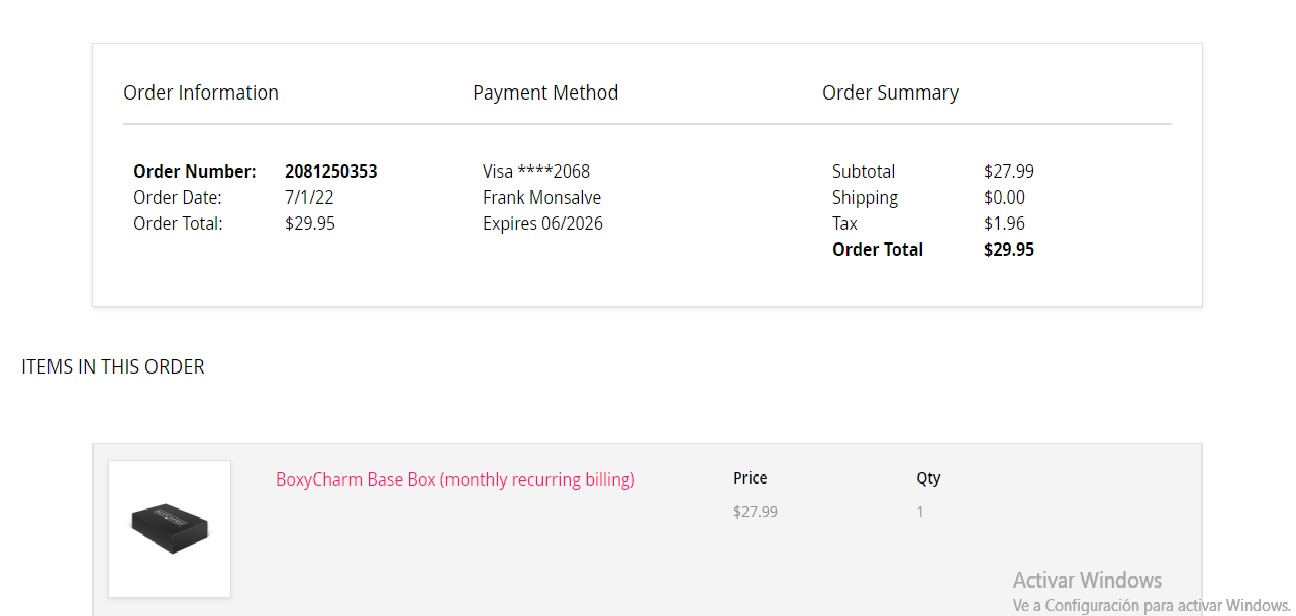 Order Information
Payment Method
Order Summary
Order Number: 2081250353
Order Date: 7/1/22
Order Total: $29.95
Visa ****2068
Frank Monsalve
Expires 06/2026
Subtotal $27.99
Shipping $0.00
Tax $1.96
Order Total $29.95
ITEMS IN THIS ORDER
BoxyCharm Base Box (monthly recurring billing)
Price
$27.99
Qty
1
Activar Windows
Ve a Configuración para activar Windows.